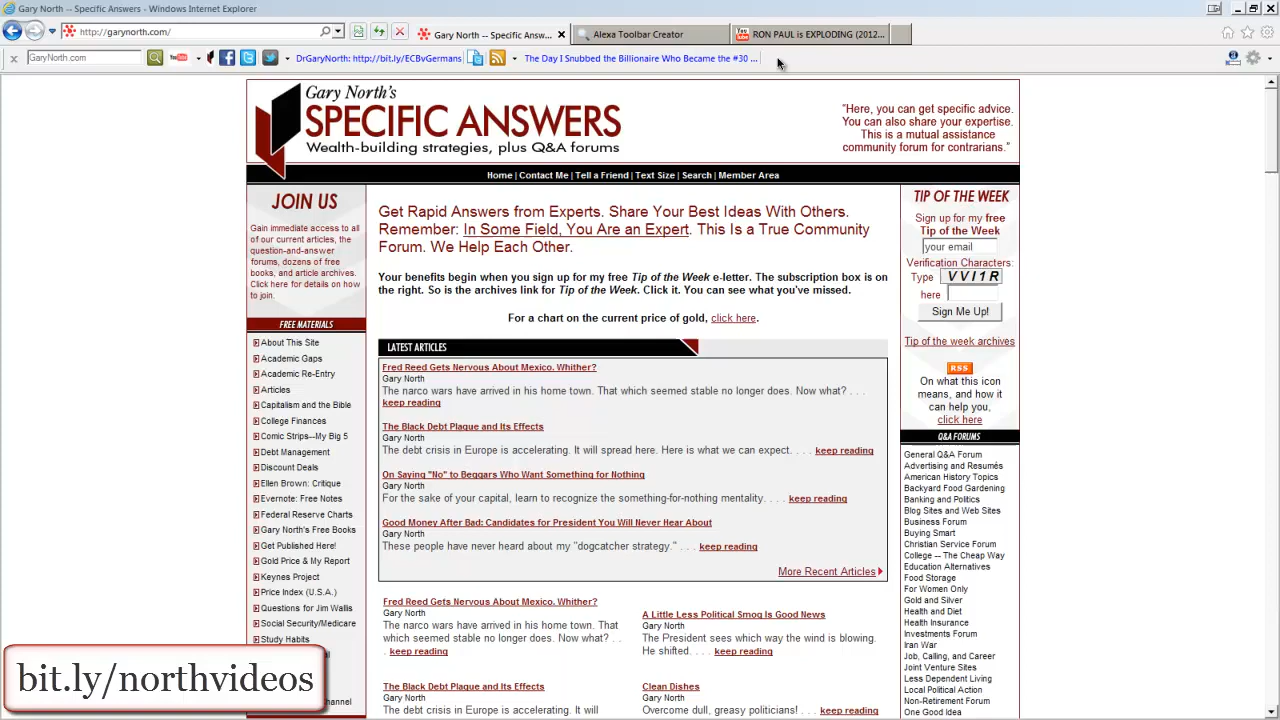 Gary North -- Specific Answers - Windows Internet Explorer
http://garynorth.com/
Gary North -- Specific Answ...
Alexa Toolbar Creator
You Tube
RON PAUL is EXPLODING (2012...
GaryNorth.com
DrGaryNorth: http://bit.ly/ECBvGermans
The Day I Snubbed the Billionaire Who Became the #30 ...
Gary North's
SPECIFIC ANSWERS
Wealth-building strategies, plus Q&A forums
"Here, you can get specific advice.
You can also share your expertise.
This is a mutual assistance
community forum for contrarians."
Home | Contact Me | Tell a Friend | Text Size | Search | Member Area
JOIN US
Gain immediate access to all
of our current articles, the
question-and-answer
forums, dozens of free
books, and article archives.
Click here for details on how
to join.
FREE MATERIALS
About This Site
Academic Gaps
Academic Re-Entry
Articles
Capitalism and the Bible
College Finances
Comic Strips--My Big 5
Debt Management
Discount Deals
Ellen Brown: Critique
Evernote: Free Notes
Federal Reserve Charts
Gary North's Free Books
Get Published Here!
Gold Price & My Report
Keynes Project
Price Index (U.S.A.)
Questions for Jim Wallis
Social Security/Medicare
Study Habits
bit.ly/northvideos
Get Rapid Answers from Experts. Share Your Best Ideas With Others.
Remember: In Some Field, You Are an Expert. This Is a True Community
Forum. We Help Each Other.
Your benefits begin when you sign up for my free Tip of the Week e-letter. The subscription box is on
the right. So is the archives link for Tip of the Week. Click it. You can see what you've missed.
For a chart on the current price of gold, click here.
LATEST ARTICLES
Fred Reed Gets Nervous About Mexico. Whither?
Gary North
The narco wars have arrived in his home town. That which seemed stable no longer does. Now what? . . .
keep reading
The Black Debt Plague and Its Effects
Gary North
The debt crisis in Europe is accelerating. It will spread here. Here is what we can expect. . . . keep reading
On Saying "No" to Beggars Who Want Something for Nothing
Gary North
For the sake of your capital, learn to recognize the something-for-nothing mentality. . . . keep reading
Good Money After Bad: Candidates for President You Will Never Hear About
Gary North
These people have never heard about my "dogcatcher strategy." . . . keep reading
More Recent Articles
Fred Reed Gets Nervous About Mexico. Whither?
Gary North
The narco wars have arrived in his home town. That
which seemed stable no longer does. Now what? . .
. keep reading
A Little Less Political Smog Is Good News
Gary North
The President sees which way the wind is blowing.
He shifted. . . . keep reading
The Black Debt Plague and Its Effects
Gary North
The debt crisis in Europe is accelerating. It will
Clean Dishes
Gary North
Overcome dull, greasy politicians! . . . keep reading
TIP OF THE WEEK
Sign up for my free
Tip of the Week
your email
Verification Characters:
Type VVI1R
here
Sign Me Up!
Tip of the week archives
RSS
On what this icon
means, and how it
can help you,
click here
Q&A FORUMS
General Q&A Forum
Advertising and Resumés
American History Topics
Backyard Food Gardening
Banking and Politics
Blog Sites and Web Sites
Business Forum
Buying Smart
Christian Service Forum
College -- The Cheap Way
Education Alternatives
Food Storage
For Women Only
Gold and Silver
Health and Diet
Health Insurance
Investments Forum
Iran War
Job, Calling, and Career
Joint Venture Sites
Less Dependent Living
Local Political Action
Non-Retirement Forum
One Good Idea